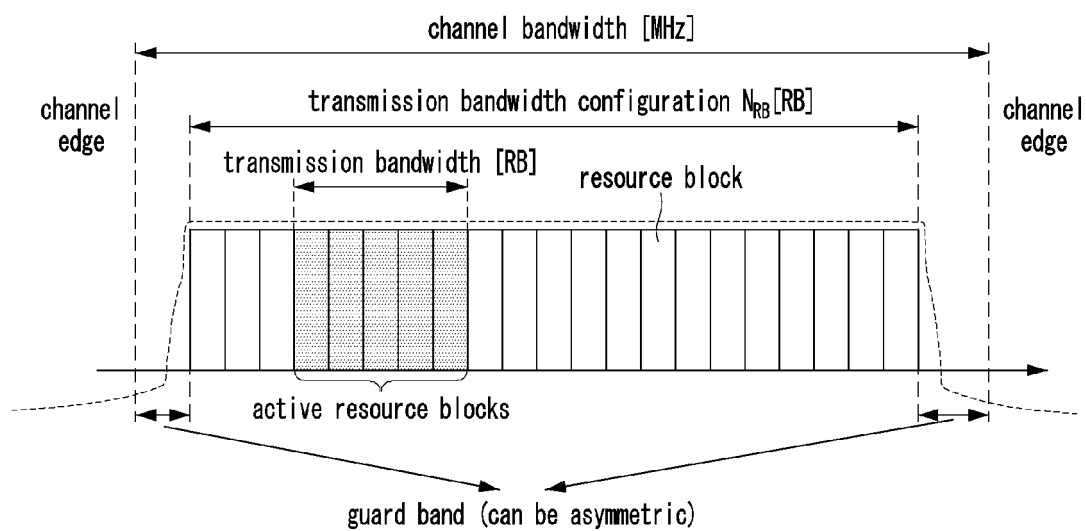 channel bandwidth [MHz]
channel
edge
transmission bandwidth configuration N_RB[RB]
channel
edge
transmission bandwidth [RB]
resource block
active resource blocks
guard band (can be asymmetric)